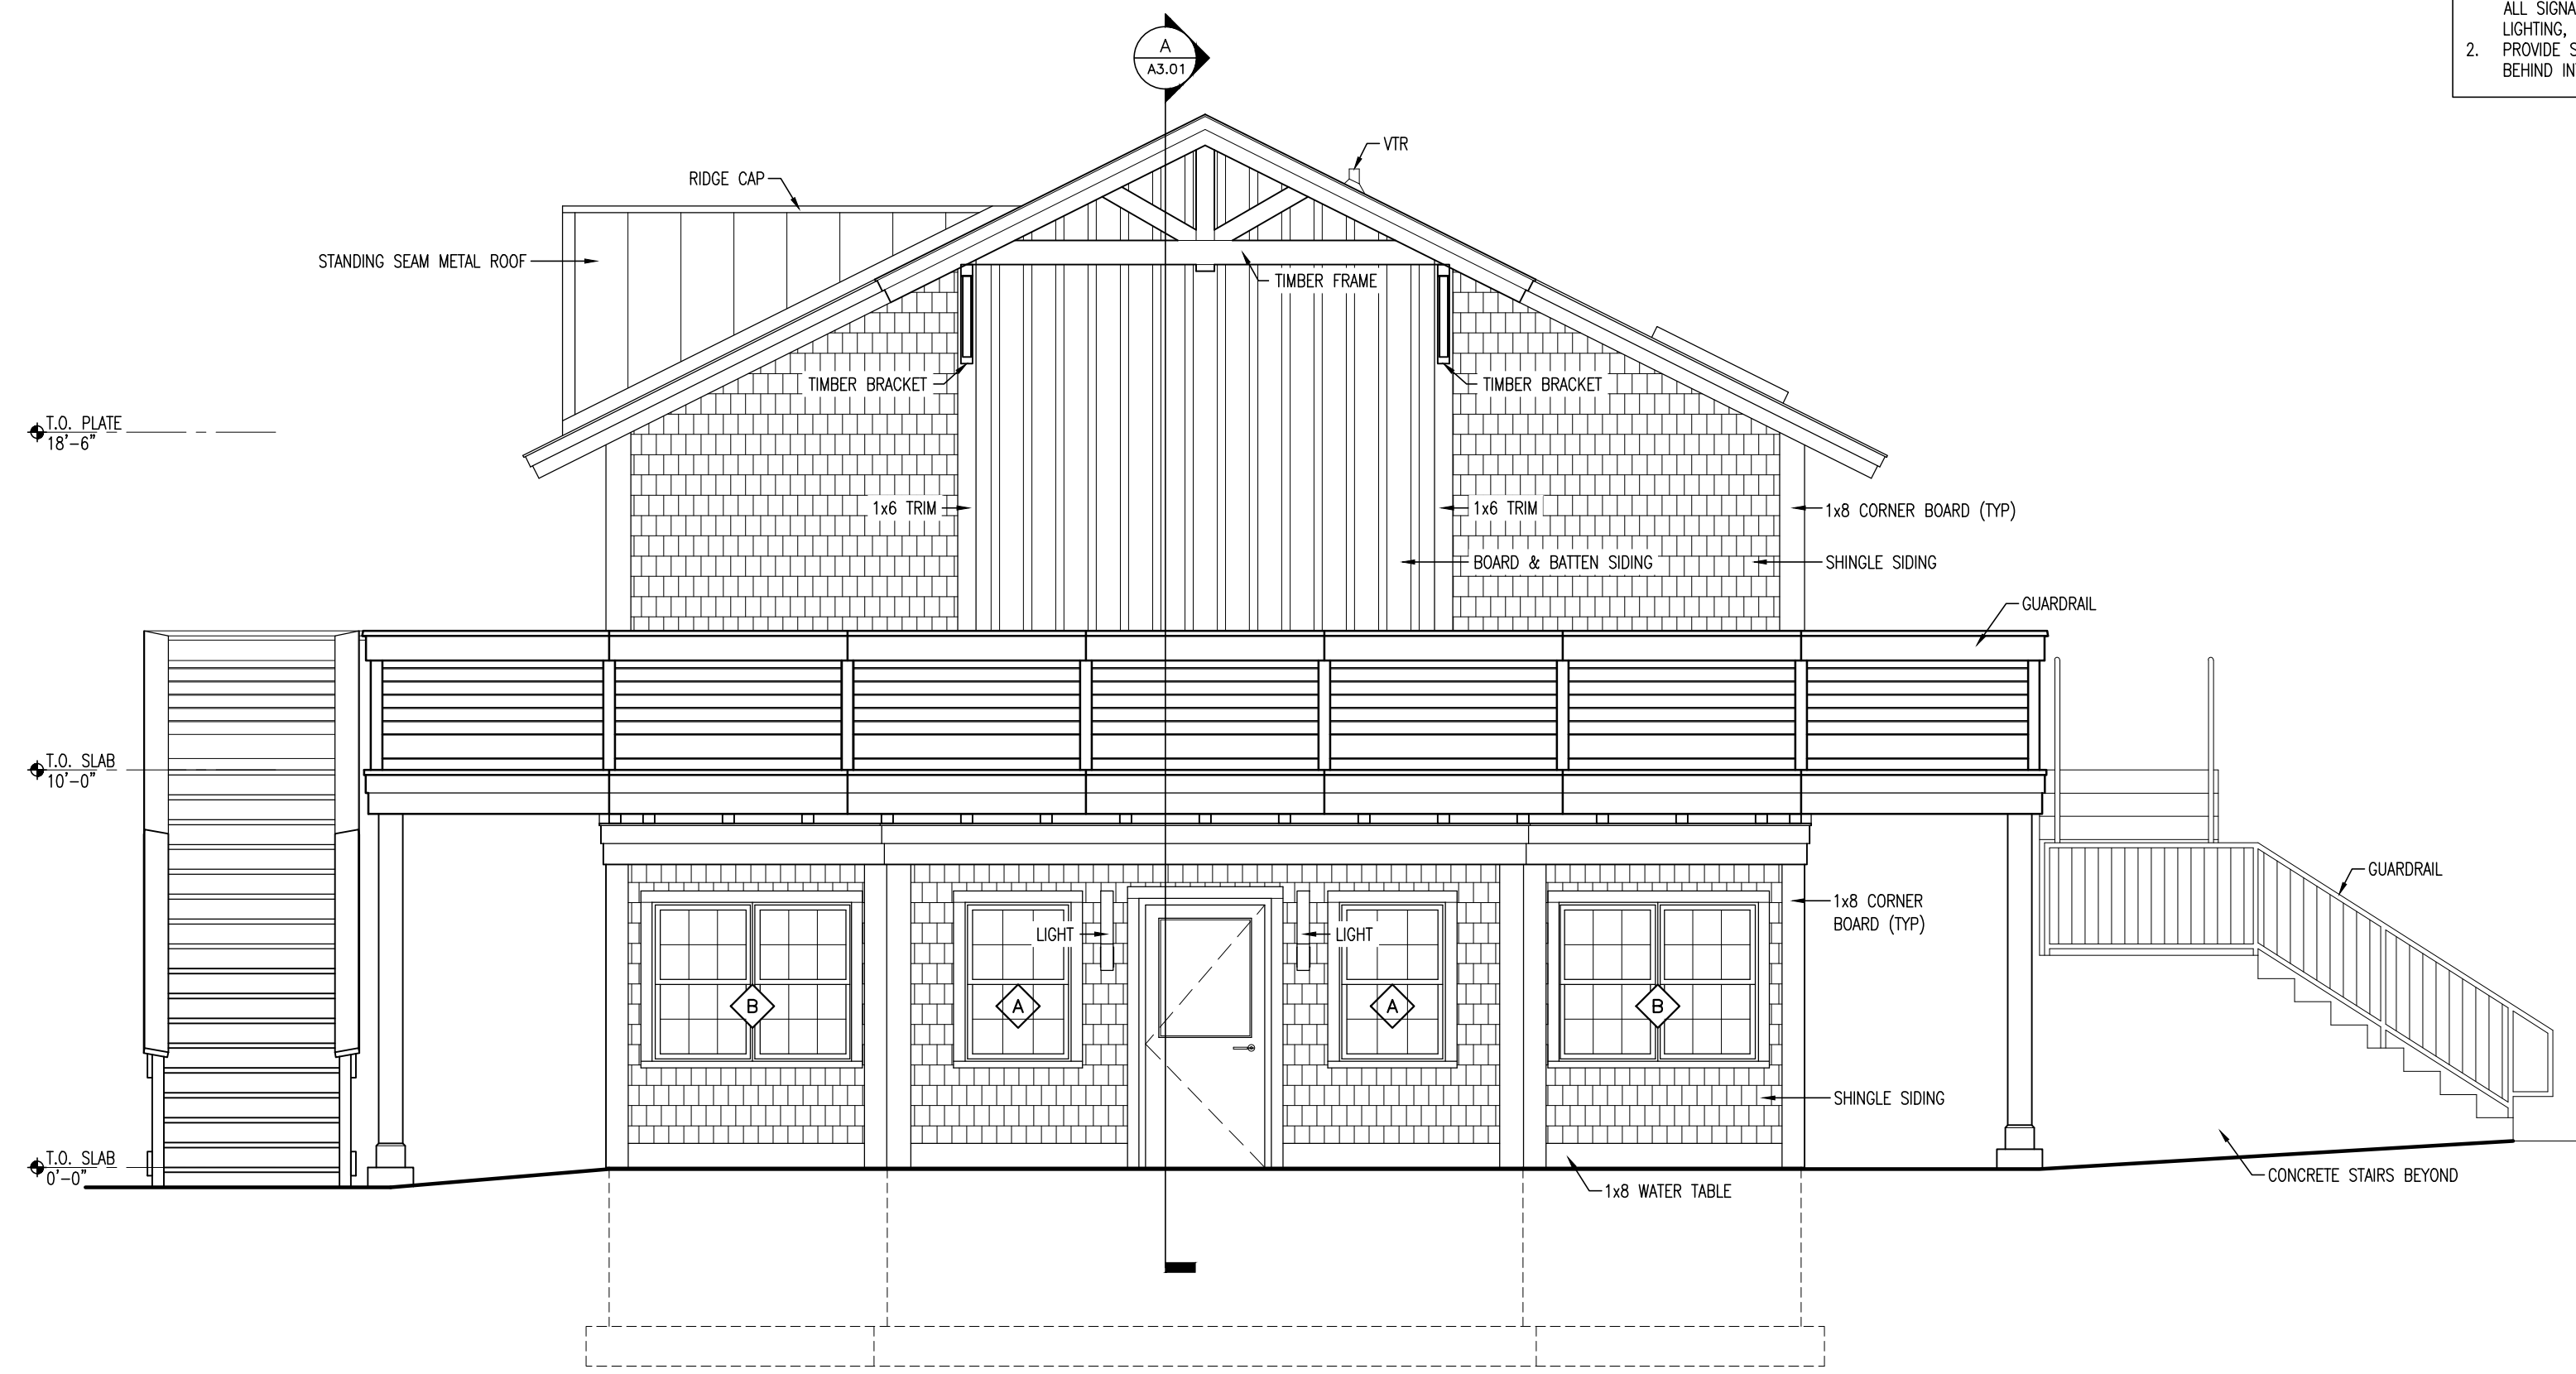 ALL
LIGHTING,
2. PROVIDE
BEHIND
A
A3.01
VTR
RIDGE CAP
STANDING SEAM METAL ROOF
TIMBER FRAME
TIMBER BRACKET
TIMBER BRACKET
T.O. PLATE
18'-6"
1x6 TRIM
1x6 TRIM
1x8 CORNER BOARD (TYP)
BOARD & BATTEN SIDING
SHINGLE SIDING
GUARDRAIL
T.O. SLAB
10'-0"
GUARDRAIL
1x8 CORNER
BOARD (TYP)
LIGHT
LIGHT
B
A
A
B
SHINGLE SIDING
T.O. SLAB
0'-0"
CONCRETE STAIRS BEYOND
1x8 WATER TABLE